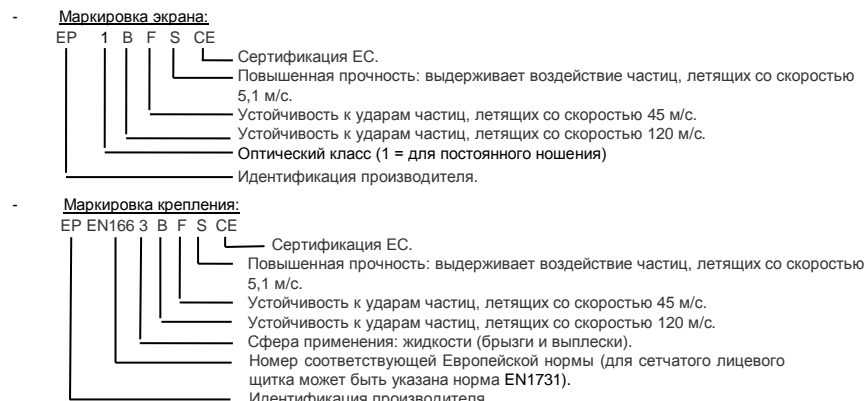 - Маркировка экрана:
EP 1 B F S CE
Сертификация ЕС.
Повышенная прочность: выдерживает воздействие частиц, летящих со скоростью
5,1 м/с.
Устойчивость к ударам частиц, летящих со скоростью 45 м/с.
Устойчивость к ударам частиц, летящих со скоростью 120 м/с.
Оптический класс (1 = для постоянного ношения)
Идентификация производителя.
- Маркировка крепления:
EP EN166 3 B F S CE
Сертификация ЕС.
Повышенная прочность: выдерживает воздействие частиц, летящих со скоростью
5,1 м/с.
Устойчивость к ударам частиц, летящих со скоростью 45 м/с.
Устойчивость к ударам частиц, летящих со скоростью 120 м/с.
Сфера применения: жидкости (брызги и выплески).
Номер соответствующей Европейской нормы (для сетчатого лицевого
щитка может быть указана норма EN1731).
Идентификация производителя.